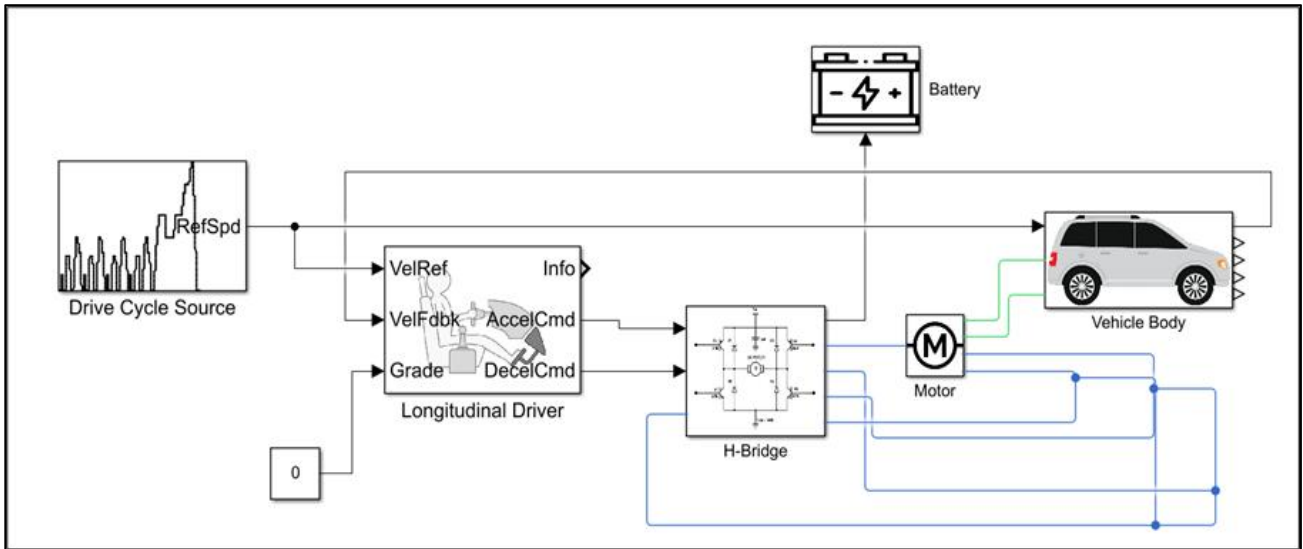 Battery
RefSpd
Drive Cycle Source
VelRef
Info
VelFdbk
AccelCmd
Grade
DecelCmd
Longitudinal Driver
0
H-Bridge
M
Motor
Vehicle Body